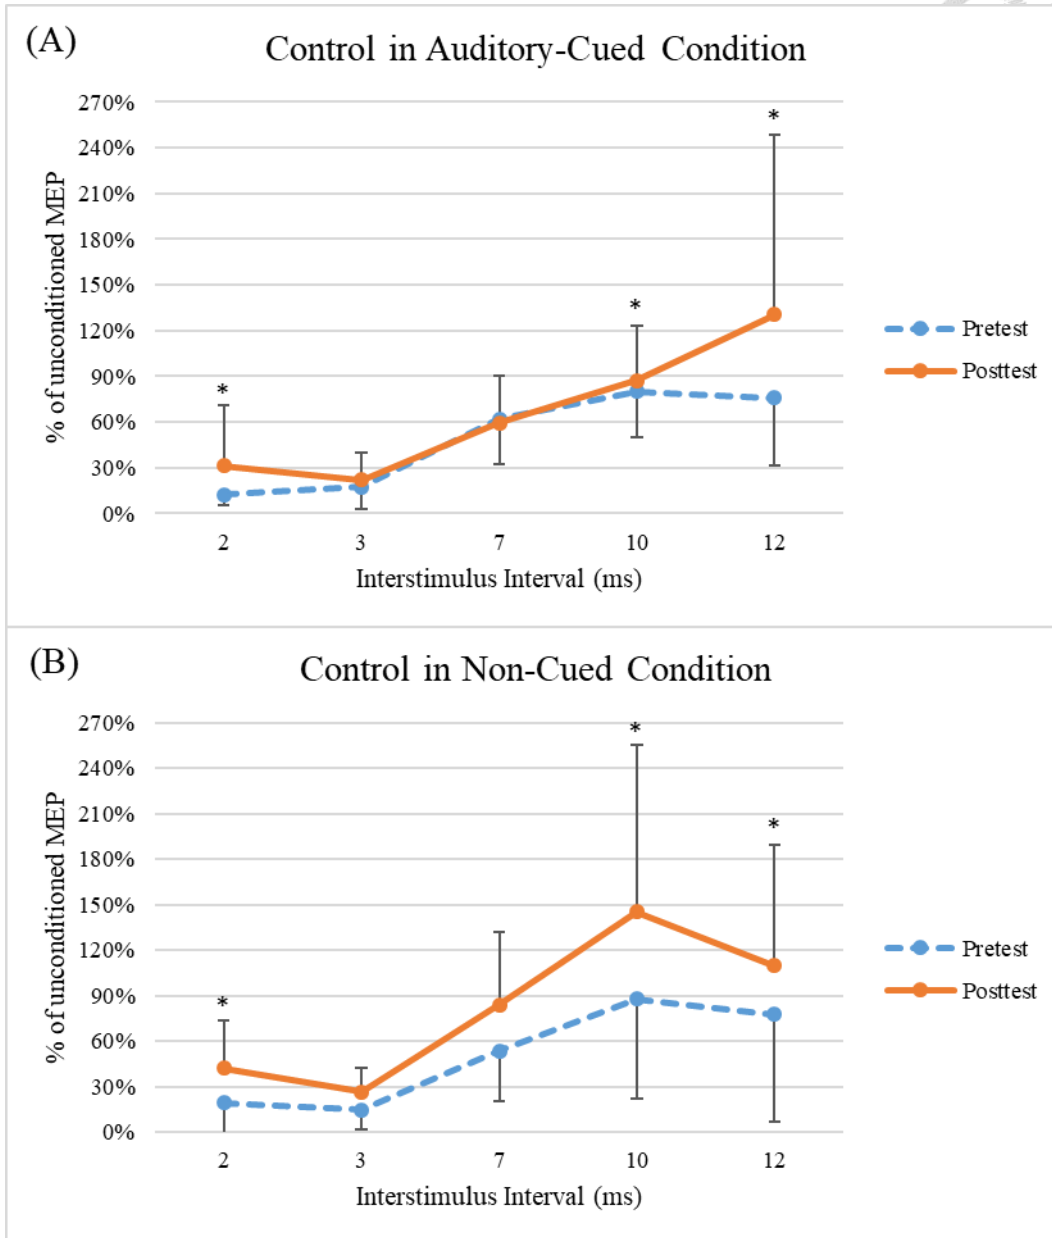 (A)
Control in Auditory-Cued Condition
% of unconditioned MEP
270%
240%
210%
180%
150%
120%
90%
60%
30%
0%
*
*
*
2 3 7 10 12
Interstimulus Interval (ms)
Pretest
Posttest
(B)
Control in Non-Cued Condition
% of unconditioned MEP
270%
240%
210%
180%
150%
120%
90%
60%
30%
0%
*
*
*
2 3 7 10 12
Interstimulus Interval (ms)
Pretest
Posttest